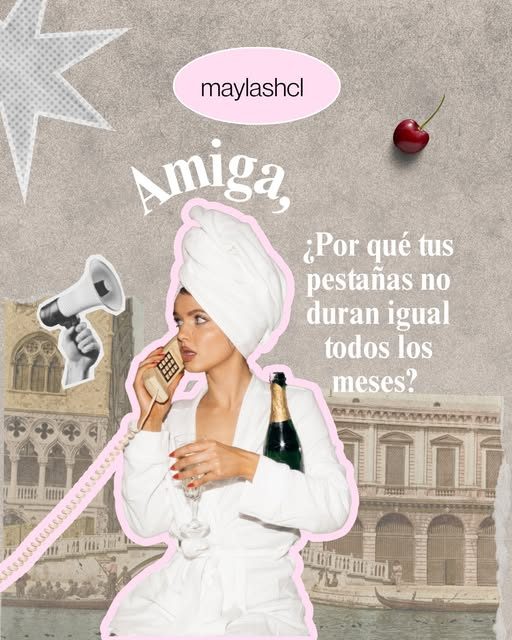 maylashcl
Amiga,
¿Por qué tus
pestañas no
duran igual
todos los
meses?